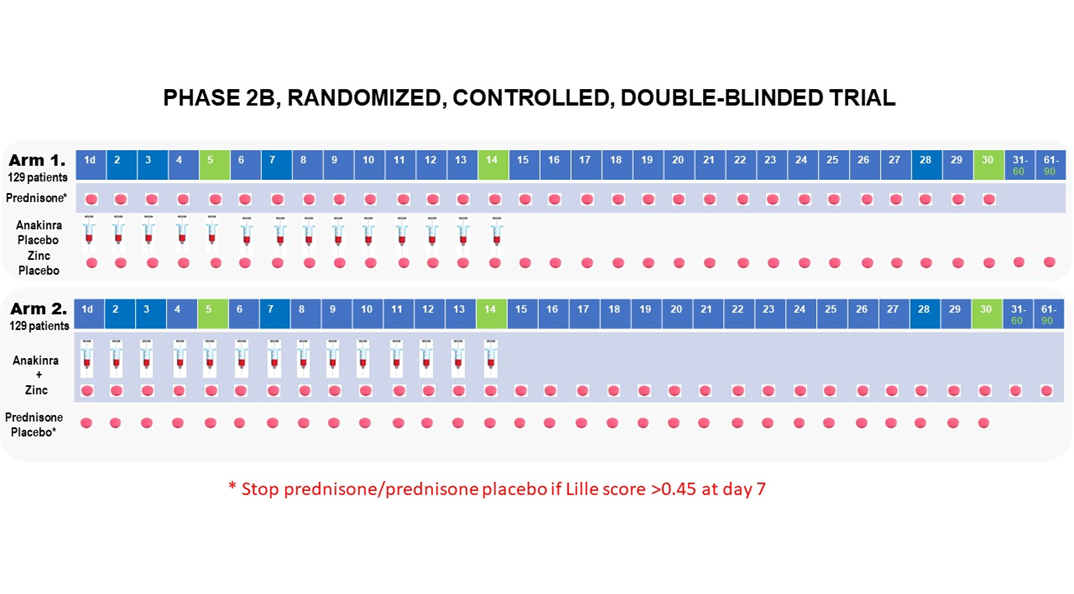 PHASE 2B, RANDOMIZED, CONTROLLED, DOUBLE-BLINDED TRIAL
Arm 1.
129 patients
1d 2 3 4 5 6 7 8 9 10 11 12 13 14 15 16 17 18 19 20 21 22 23 24 25 26 27 28 29 30 31-60 61-90
Prednisone*
Anakinra
Placebo
Zinc
Placebo
Arm 2.
129 patients
1d 2 3 4 5 6 7 8 9 10 11 12 13 14 15 16 17 18 19 20 21 22 23 24 25 26 27 28 29 30 31-60 61-90
Anakinra
+
Zinc
Prednisone
Placebo*
* Stop prednisone/prednisone placebo if Lille score >0.45 at day 7